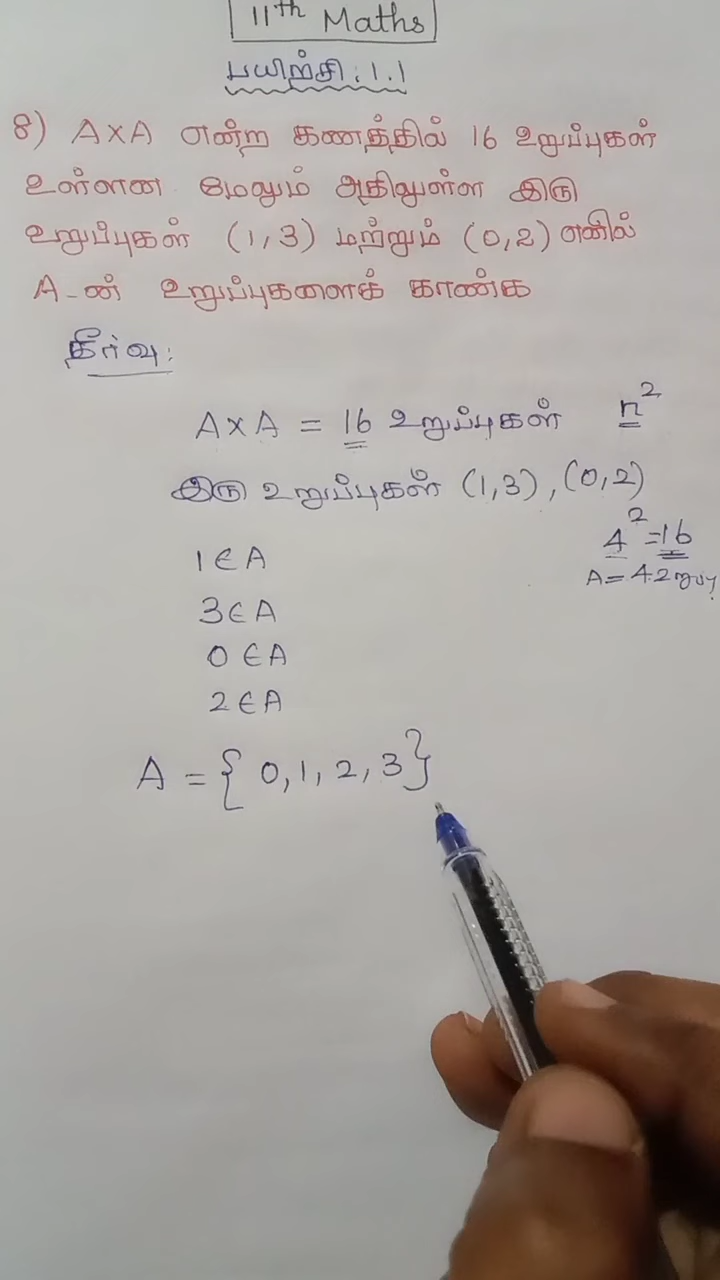 11th Maths
பயிற்சி : 1.1
8) A×A என்ற கணத்தில் 16 உறுப்புகள்
உள்ளன. மேலும் அதிலுள்ள இரு
உறுப்புகள் (1,3) மற்றும் (0,2) எனில்
A-ன் உறுப்புகளைக் காண்க
தீர்வு :
A×A = 16 உறுப்புகள் n²
இரு உறுப்புகள் (1,3), (0,2)
4² = 16
A = 4
1 ∈ A
3 ∈ A
0 ∈ A
2 ∈ A
A = { 0, 1, 2, 3 }